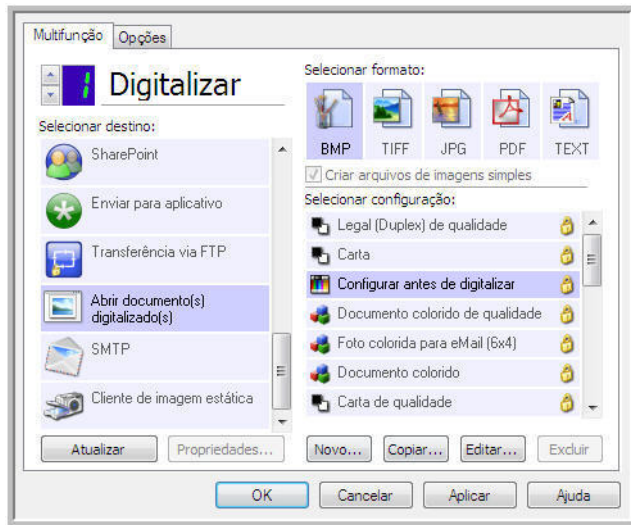 Multifunção
Opções
1
Digitalizar
Selecionar destino:
SharePoint
Enviar para aplicativo
Transferência via FTP
Abrir documento(s)
digitalizado(s)
SMTP
Cliente de imagem estática
Atualizar
Propriedades...
Selecionar formato:
BMP
TIFF
JPG
PDF
TEXT
Criar arquivos de imagens simples
Selecionar configuração:
Legal (Duplex) de qualidade
Carta
Configurar antes de digitalizar
Documento colorido de qualidade
Foto colorida para eMail (6x4)
Documento colorido
Carta de qualidade
Novo...
Copiar...
Editar...
Excluir
OK
Cancelar
Aplicar
Ajuda